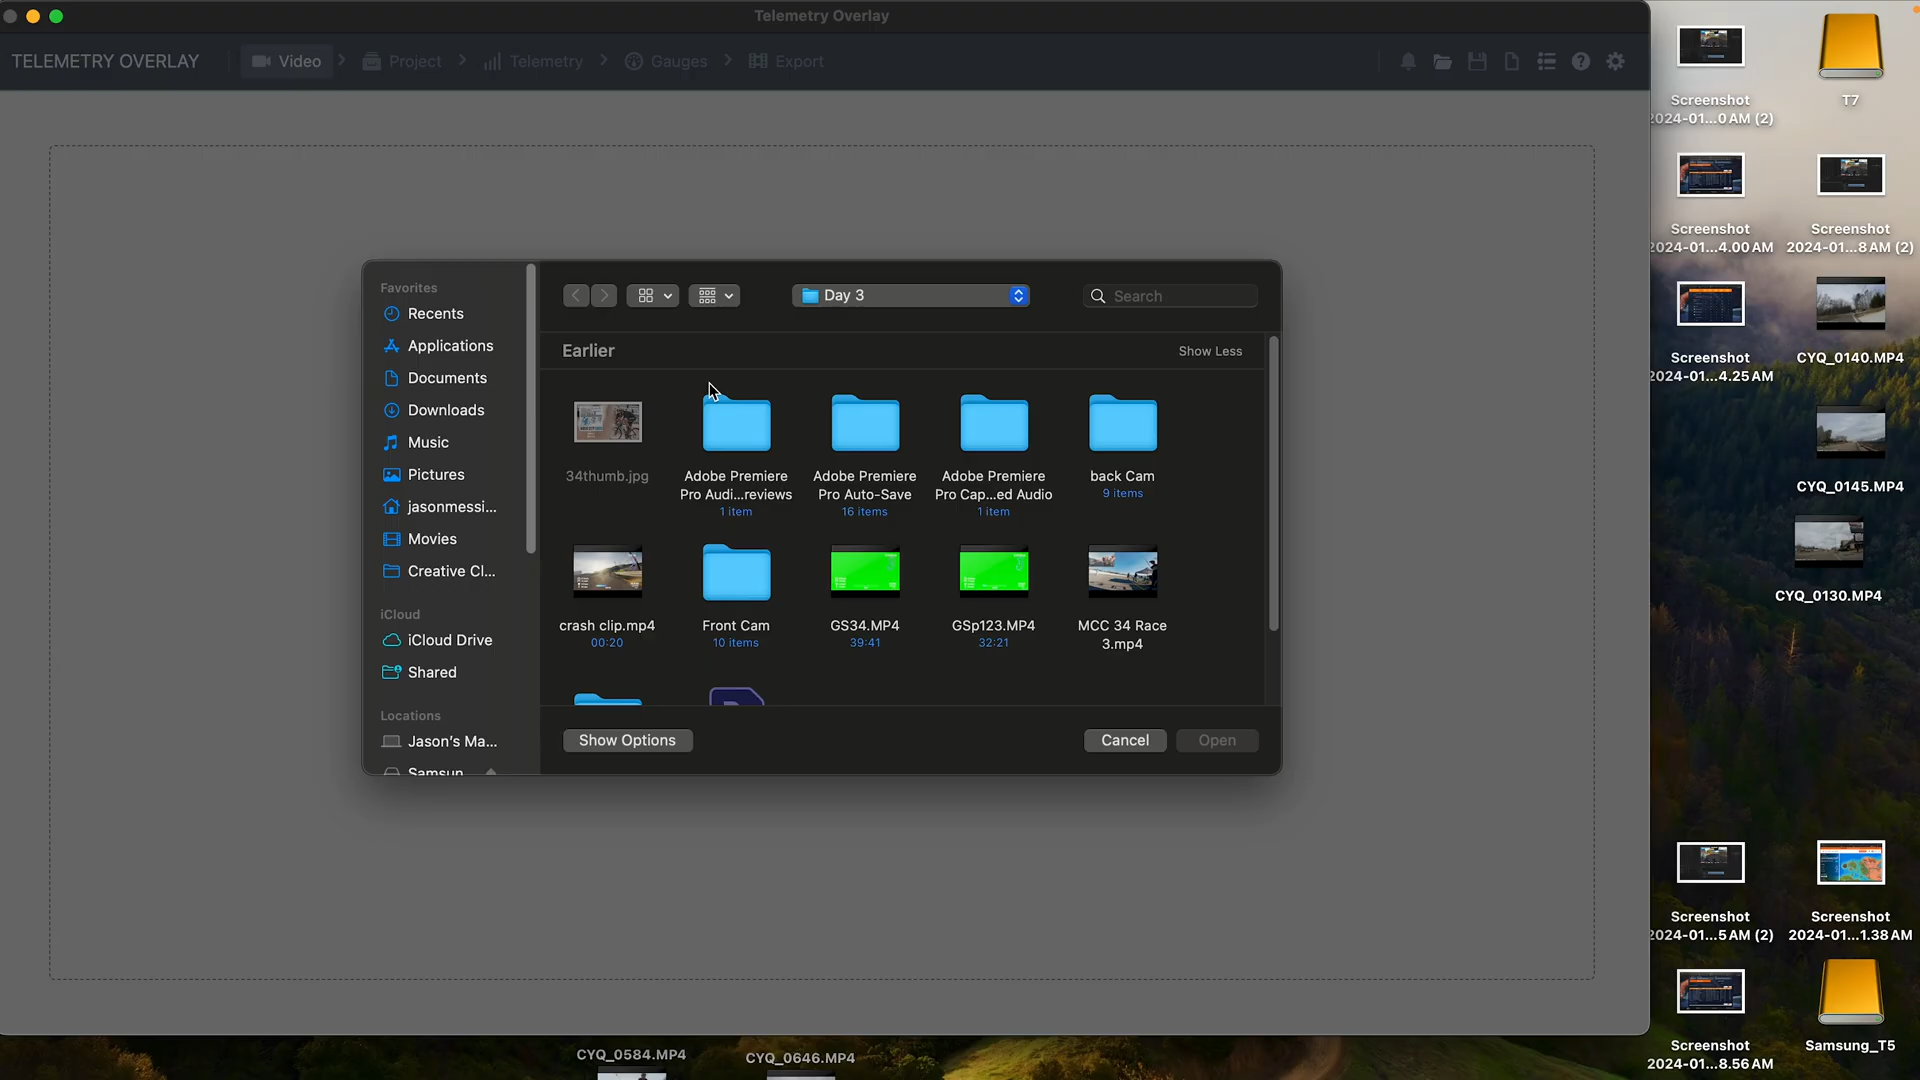 Telemetry Overlay
TELEMETRY OVERLAY
Video
Project
Telemetry
Gauges
Export
Favorites
Recents
Applications
Documents
Downloads
Music
Pictures
jasonmessi...
Movies
Creative Cl...
iCloud
iCloud Drive
Shared
Locations
Jason's Ma...
Samsun
Day 3
Search
Earlier
Show Less
34thumb.jpg
Adobe Premiere
Pro Audi...reviews
1 item
Adobe Premiere
Pro Auto-Save
16 items
Adobe Premiere
Pro Cap...ed Audio
1 item
back Cam
9 items
crash clip.mp4
00:20
Front Cam
10 items
GS34.MP4
39:41
GSp123.MP4
32:21
MCC 34 Race
3.mp4
Show Options
Cancel
Open
Screenshot
2024-01...0 AM (2)
T7
Screenshot
2024-01...4.00 AM
Screenshot
2024-01...8 AM (2)
Screenshot
2024-01...4.25 AM
CYQ_0140.MP4
CYQ_0145.MP4
CYQ_0130.MP4
Screenshot
2024-01...5 AM (2)
Screenshot
2024-01...1.38 AM
Screenshot
2024-01...8.56 AM
Samsung_T5
CYQ_0584.MP4
CYQ_0646.MP4